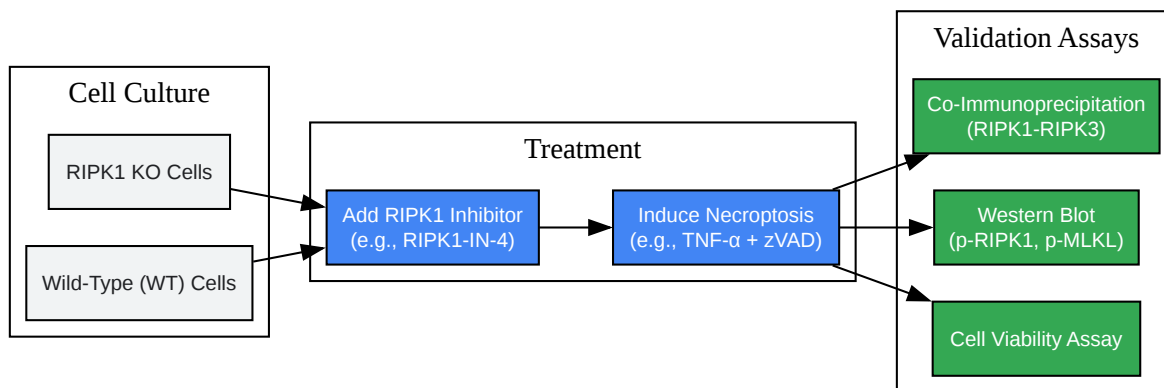 Cell Culture
RIPK1 KO Cells
Wild-Type (WT) Cells
Treatment
Add RIPK1 Inhibitor
(e.g., RIPK1-IN-4)
Induce Necroptosis
(e.g., TNF-α + zVAD)
Validation Assays
Co-Immunoprecipitation
(RIPK1-RIPK3)
Western Blot
(p-RIPK1, p-MLKL)
Cell Viability Assay